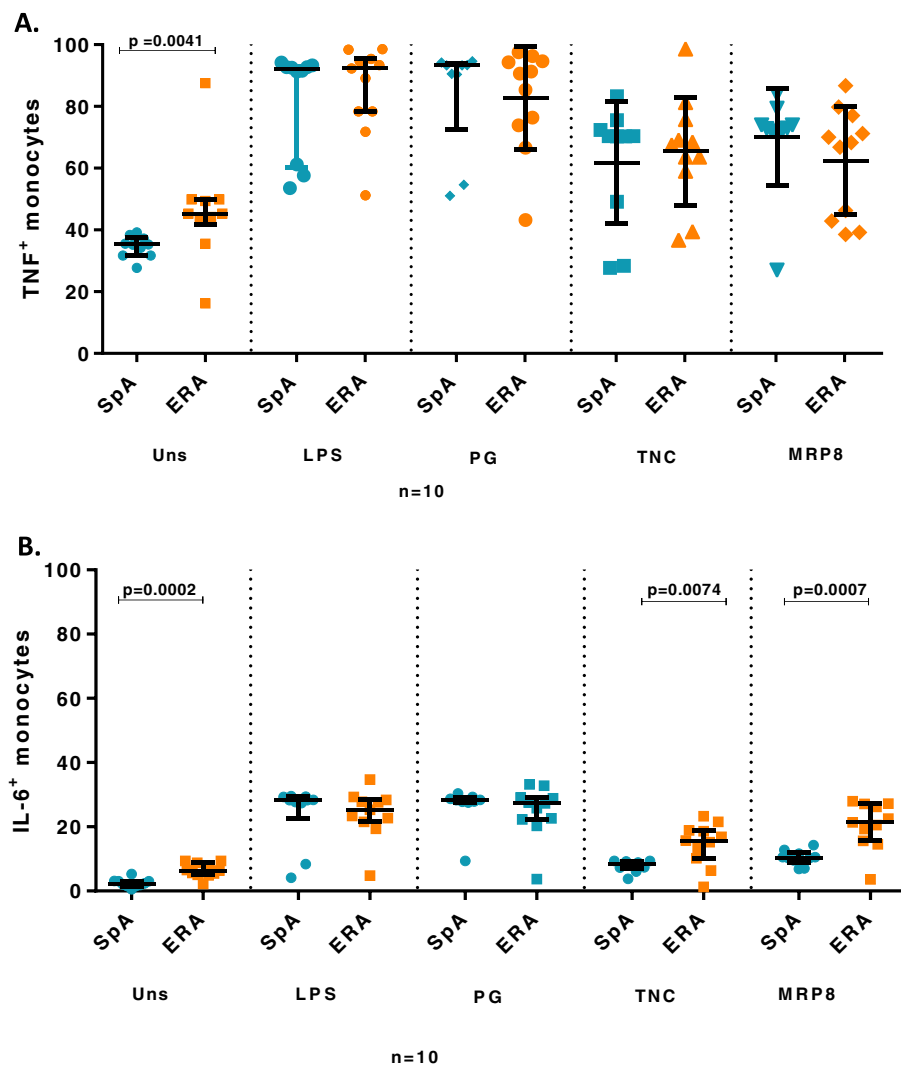 A.
p =0.0041
TNF+ monocytes
100
80
60
40
20
0
SpA ERA SpA ERA SpA ERA SpA ERA SpA ERA
Uns LPS PG TNC MRP8
n=10
B.
p=0.0002 p=0.0074 p=0.0007
IL-6+ monocytes
100
80
60
40
20
0
SpA ERA SpA ERA SpA ERA SpA ERA SpA ERA
Uns LPS PG TNC MRP8
n=10